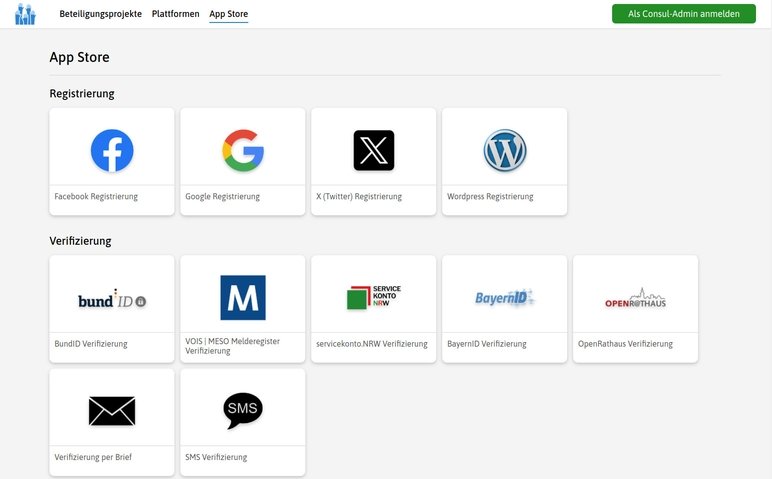 Beteiligungsprojekte Plattformen App Store Als Consul-Admin anmelden
App Store
Registrierung
Facebook Registrierung Google Registrierung X (Twitter) Registrierung Wordpress Registrierung
Verifizierung
bund ID
M
SERVICE
KONTO
NRW
BayernID
OPENR@THAUS
BundID Verifizierung
VOIS | MESO Melderegister
Verifizierung
servicekonto.NRW Verifizierung
BayernID Verifizierung
OpenRathaus Verifizierung
SMS
Verifizierung per Brief SMS Verifizierung